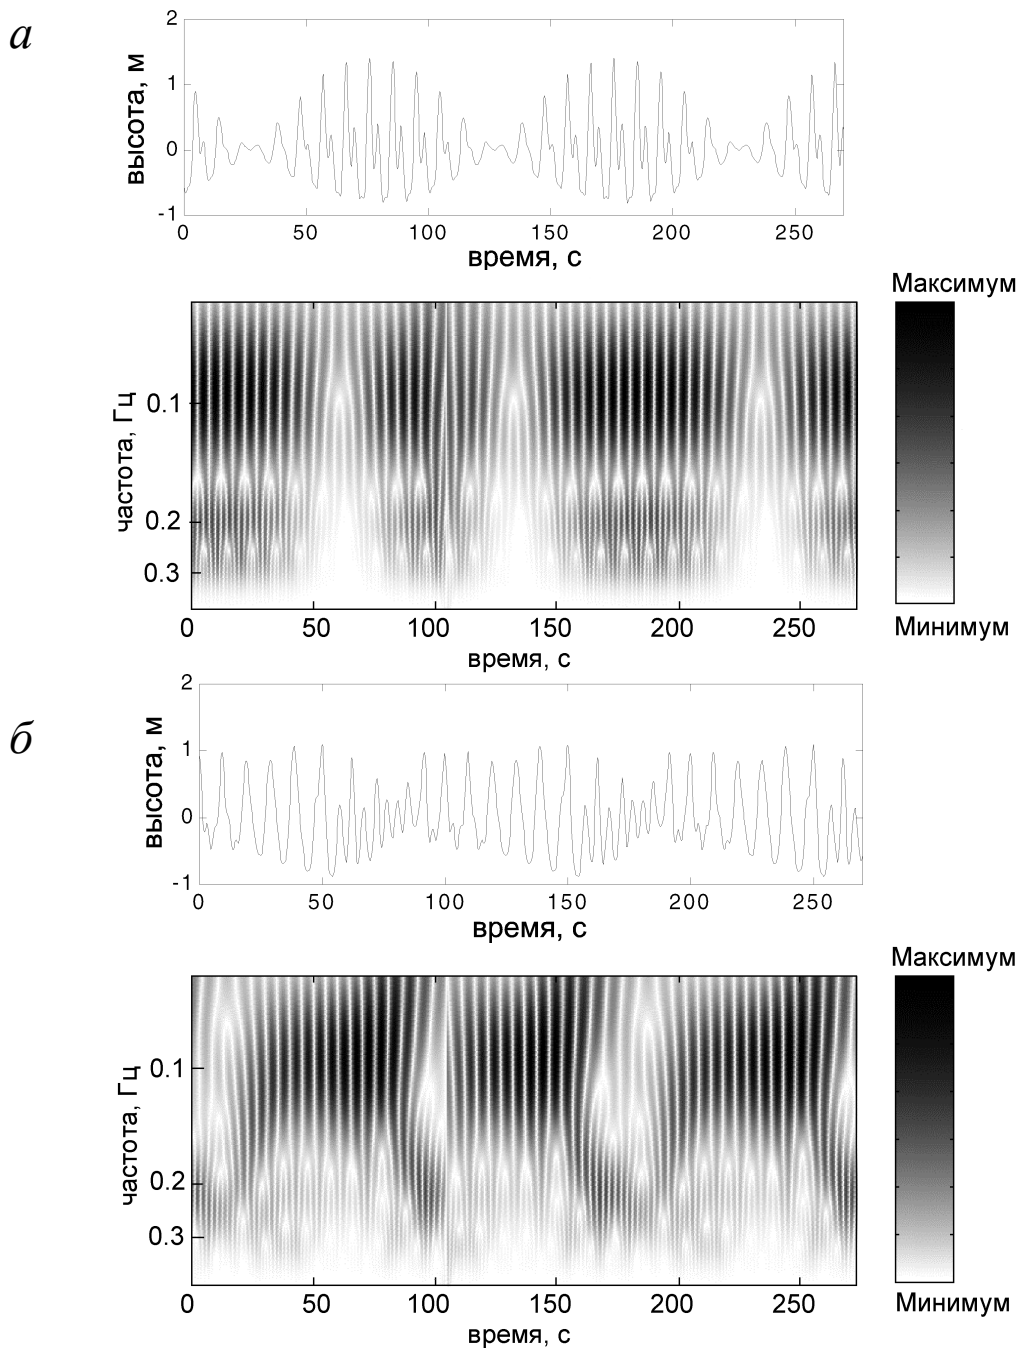 а
2
1
0
-1
высота, м
0 50 100 150 200 250
время, с
Максимум
0.1
0.2
0.3
частота, Гц
0 50 100 150 200 250
время, с
Минимум
б
2
1
0
-1
высота, м
0 50 100 150 200 250
время, с
Максимум
0.1
0.2
0.3
частота, Гц
0 50 100 150 200 250
время, с
Минимум